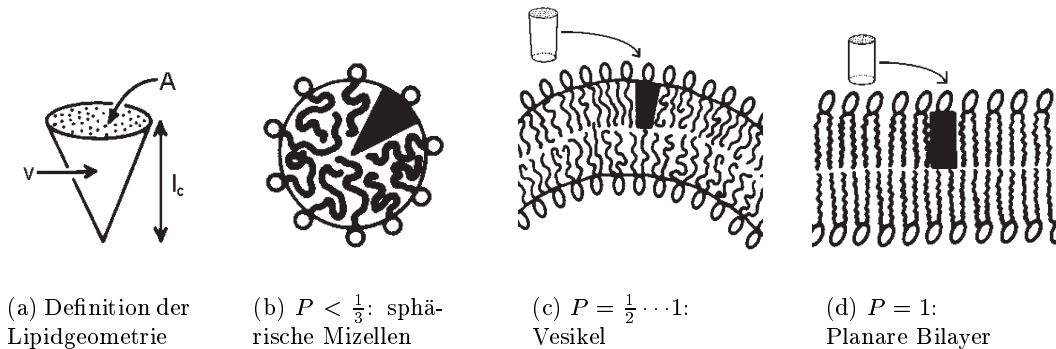 A
v
l_c
(a) Definition der
Lipidgeometrie
(b) P < 1/3: sphä-
rische Mizellen
(c) P = 1/2 · · · 1:
Vesikel
(d) P = 1:
Planare Bilayer